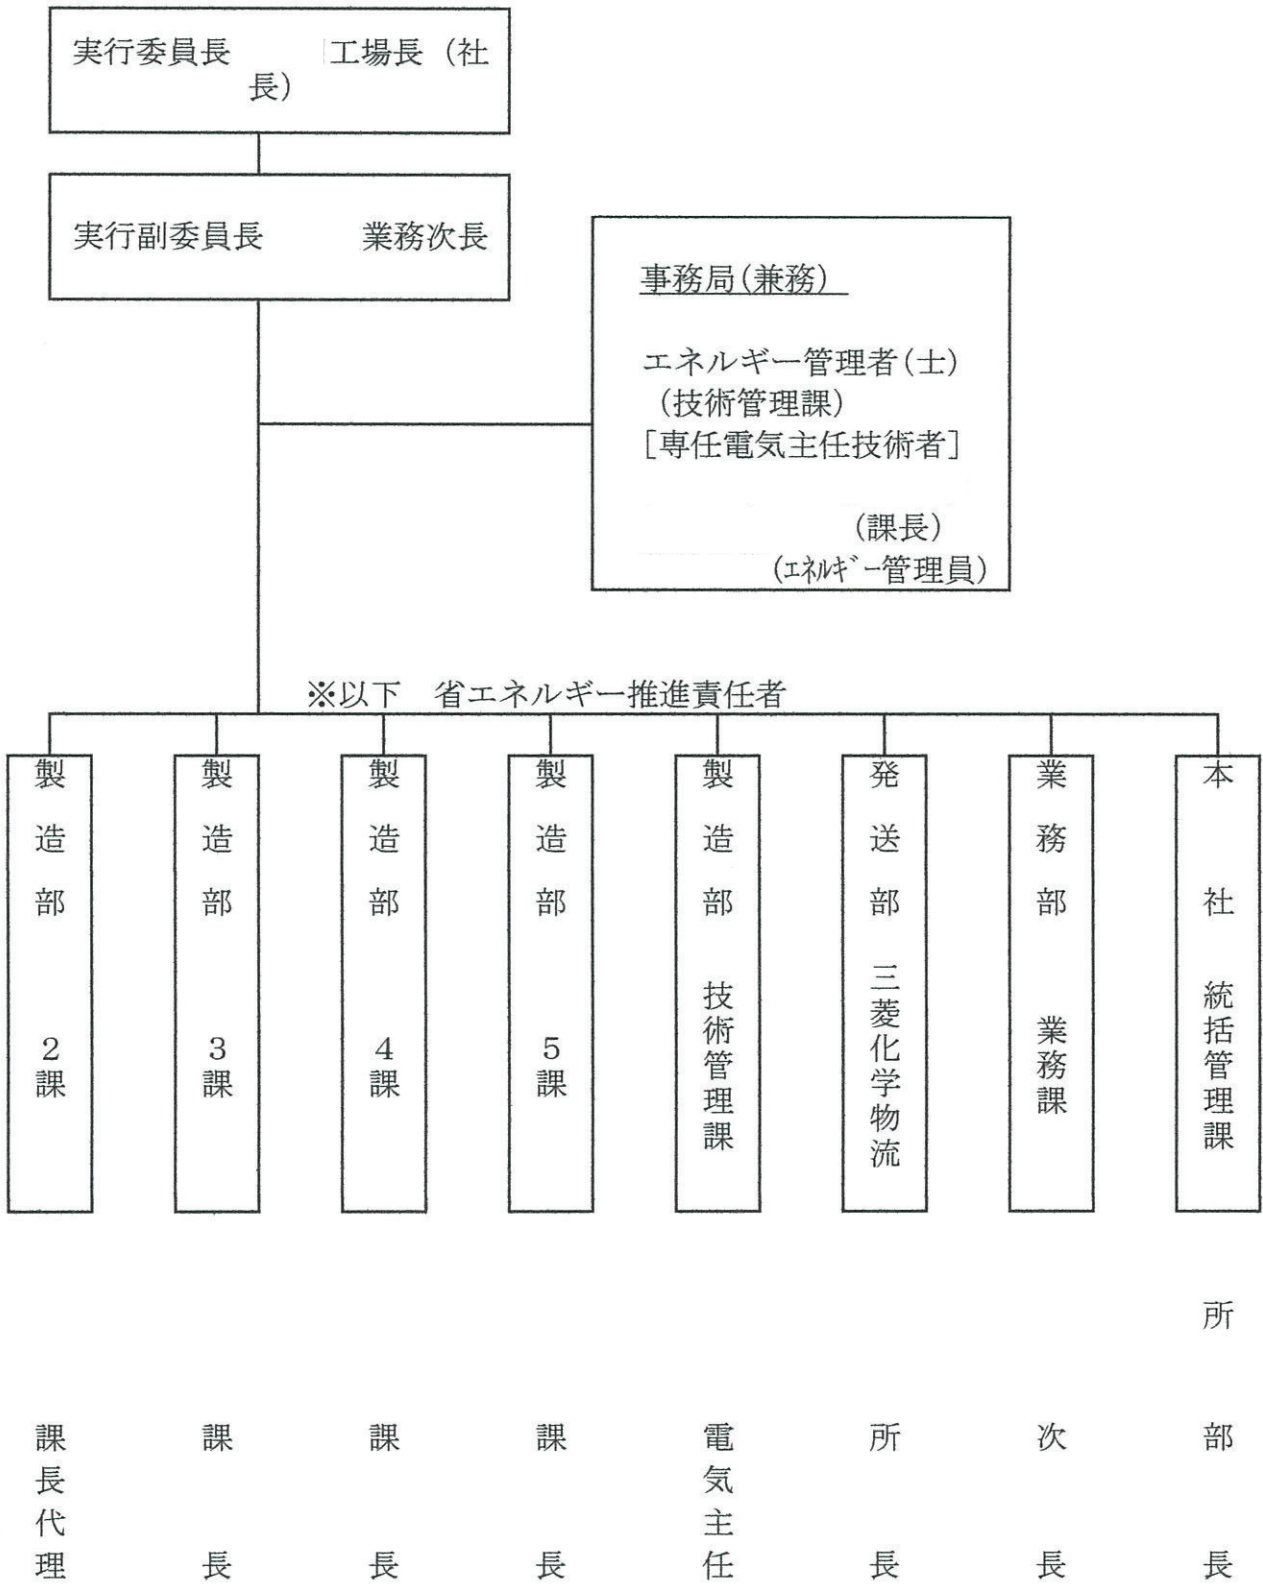 実行委員長　　　工場長（社
長）
実行副委員長　　　業務次長
事務局(兼務)
エネルギー管理者(士)
(技術管理課)
[専任電気主任技術者]
(課長)
(ｴﾈﾙｷﾞｰ管理員)
※以下　省エネルギー推進責任者
製造部　2課
製造部　3課
製造部　4課
製造部　5課
製造部　技術管理課
発送部　三菱化学物流
業務部　業務課
本社　統括管理課
課長代理
課長
課長
課長
電気主任
所長
次長
所部長